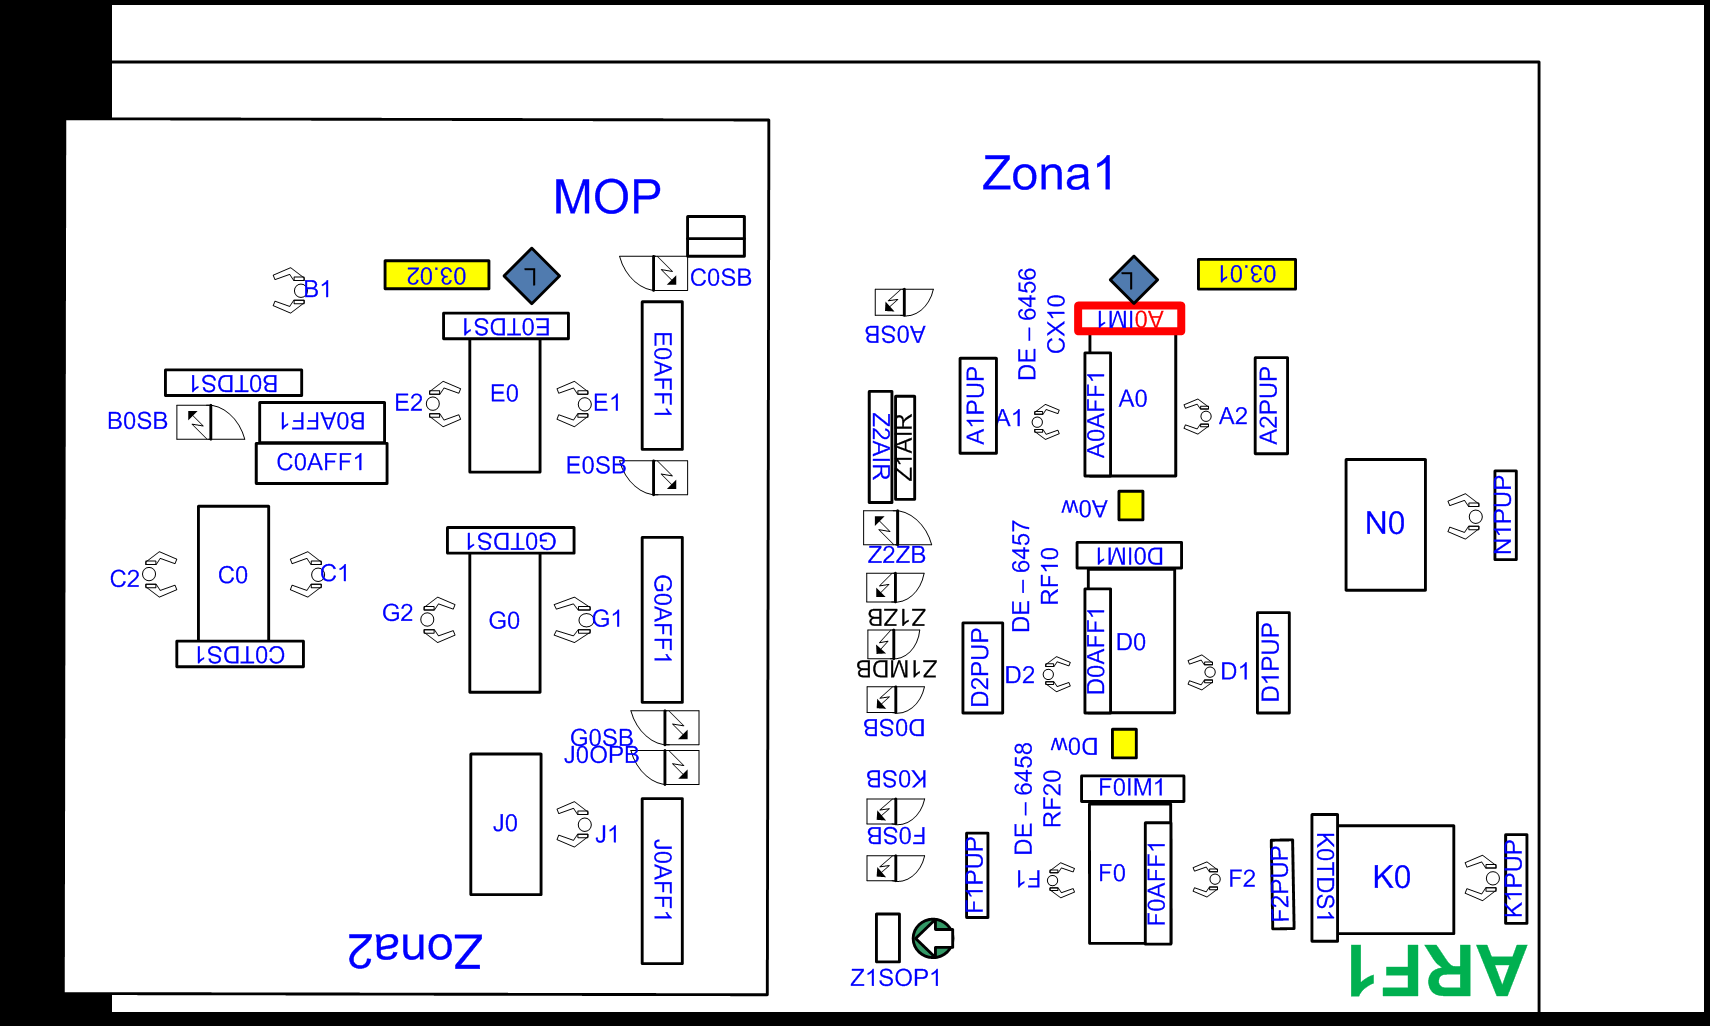 Zona1
MOP
C0SB
B1
03.02
L
E0TDS1
E0AFF1
E2
E0
E1
B0TDS1
B0SB
B0AFF1
C0AFF1
E0SB
C2
C0
C1
C0TDS1
G0TDS1
G0AFF1
G2
G0
G1
G0SB
J0OPB
J0
J1
J0AFF1
Zona2
A0SB
DE – 6456
CX10
L
03.01
A0IM1
A1PUP
A1
A0AFF1
A0
A2
A2PUP
Z2AIR
Z1AIR
A0w
Z2ZB
Z1ZB
Z1MDB
D0SB
DE – 6457
RF10
D0IM1
D2PUP
D2
D0AFF1
D0
D1
D1PUP
N0
N1PUP
D0w
K0SB
F0SB
DE – 6458
RF20
F0IM1
F1PUP
F1
F0
F0AFF1
F2
F2PUP
K0TDS1
K0
K1PUP
Z1SOP1
ARF1